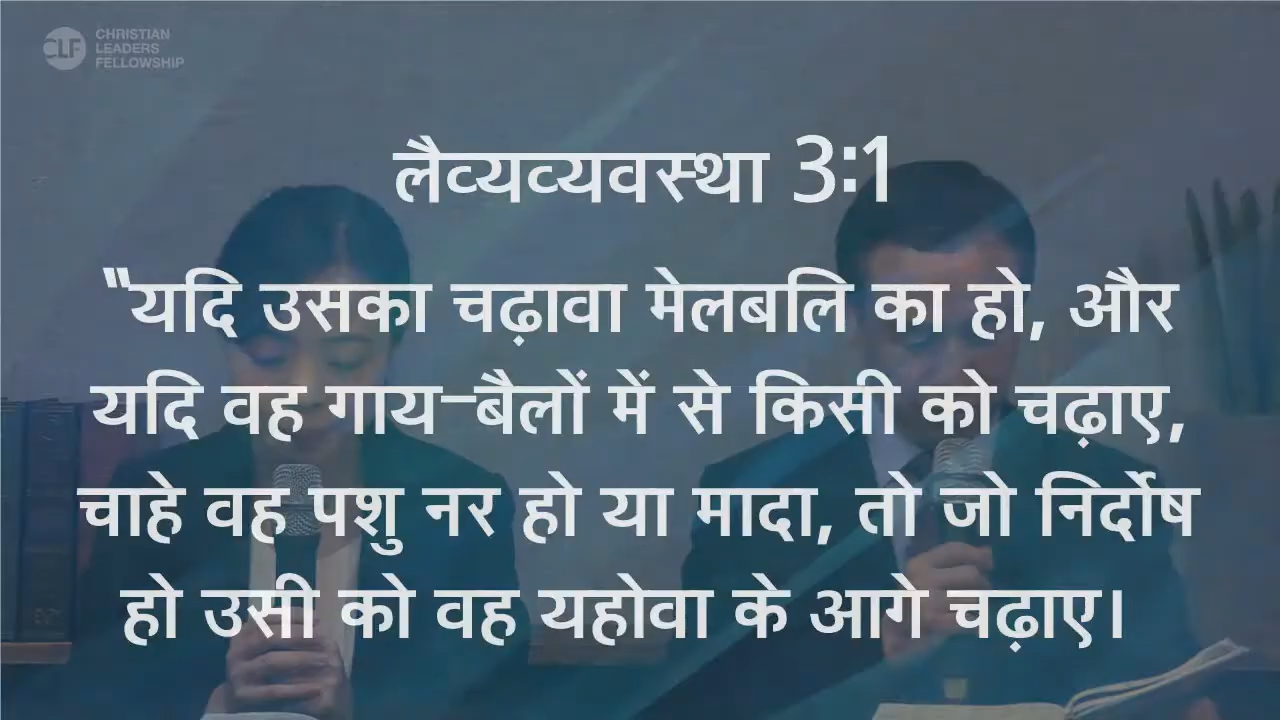 CLF
CHRISTIAN
LEADERS
FELLOWSHIP
लैव्यव्यवस्था 3:1
"यदि उसका चढ़ावा मेलबलि का हो, और
यदि वह गाय-बैलों में से किसी को चढ़ाए,
चाहे वह पशु नर हो या मादा, तो जो निर्दोष
हो उसी को वह यहोवा के आगे चढ़ाए।